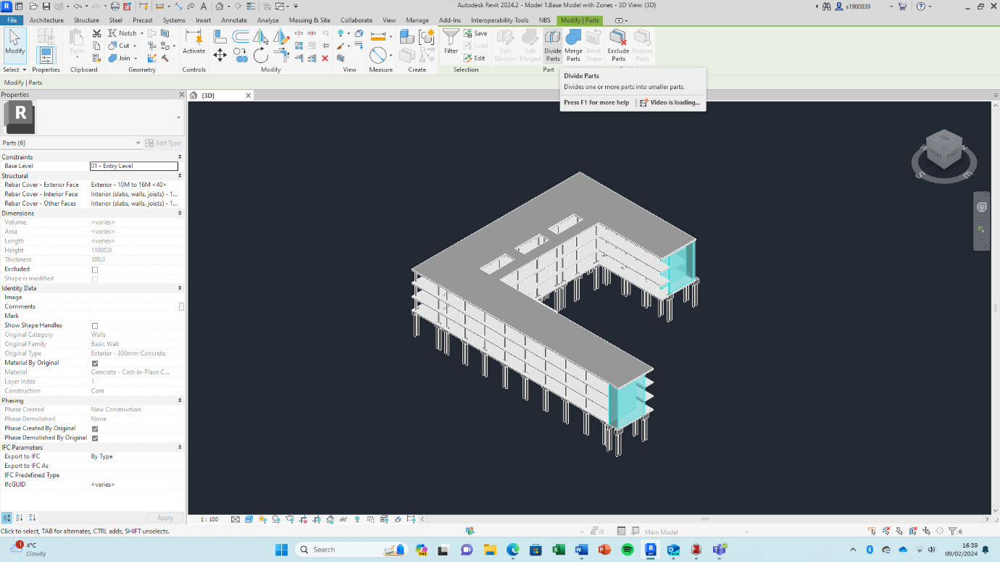 Autodesk Revit 2024.2 - Model 1.Base Model with Zones - 3D View: {3D}
s1900839
File Architecture Structure Steel Precast Systems Insert Annotate Analyze Massing & Site Collaborate View Manage Add-Ins Interoperability Tools NBS Modify | Parts
Modify
Paste
Notch
Cut
Join
Activate
Filter
Save
Load
Edit
Edit Division
Edit Merged
Divide Parts
Merge Parts
Reset Shape
Exclude Parts
Restore Parts
Select Properties Clipboard Geometry Controls Modify View Measure Create Selection Part
Modify | Parts
Divide Parts
Divides one or more parts into smaller parts.
Press F1 for more help Video is loading...
Properties
{3D}
R
Parts (6) Edit Type
Constraints
Base Level 01 - Entry Level
Structural
Rebar Cover - Exterior Face Exterior - 10M to 16M <40>
Rebar Cover - Interior Face Interior (slabs, walls, joists) - 1...
Rebar Cover - Other Faces Interior (slabs, walls, joists) - 1...
Dimensions
Volume <varies>
Area <varies>
Length <varies>
Height 11000.0
Thickness 300.0
Excluded
Shape is modified
Identity Data
Image
Comments
Mark
Show Shape Handles
Original Category Walls
Original Family Basic Wall
Original Type Exterior - 300mm Concrete
Material By Original
Material Concrete - Cast-in-Place C...
Layer Index 1
Construction Core
Phasing
Phase Created New Construction
Phase Demolished None
Phase Created By Original
Phase Demolished By Original
IFC Parameters
Export to IFC By Type
Export to IFC As
IFC Predefined Type
IfcGUID <varies>
Apply
TOP
FRONT
RIGHT
S
E
N
1 : 100
Click to select, TAB for alternates, CTRL adds, SHIFT unselects.
:0
Main Model
:6
1
4°C
Cloudy
Search
16:39
09/02/2024